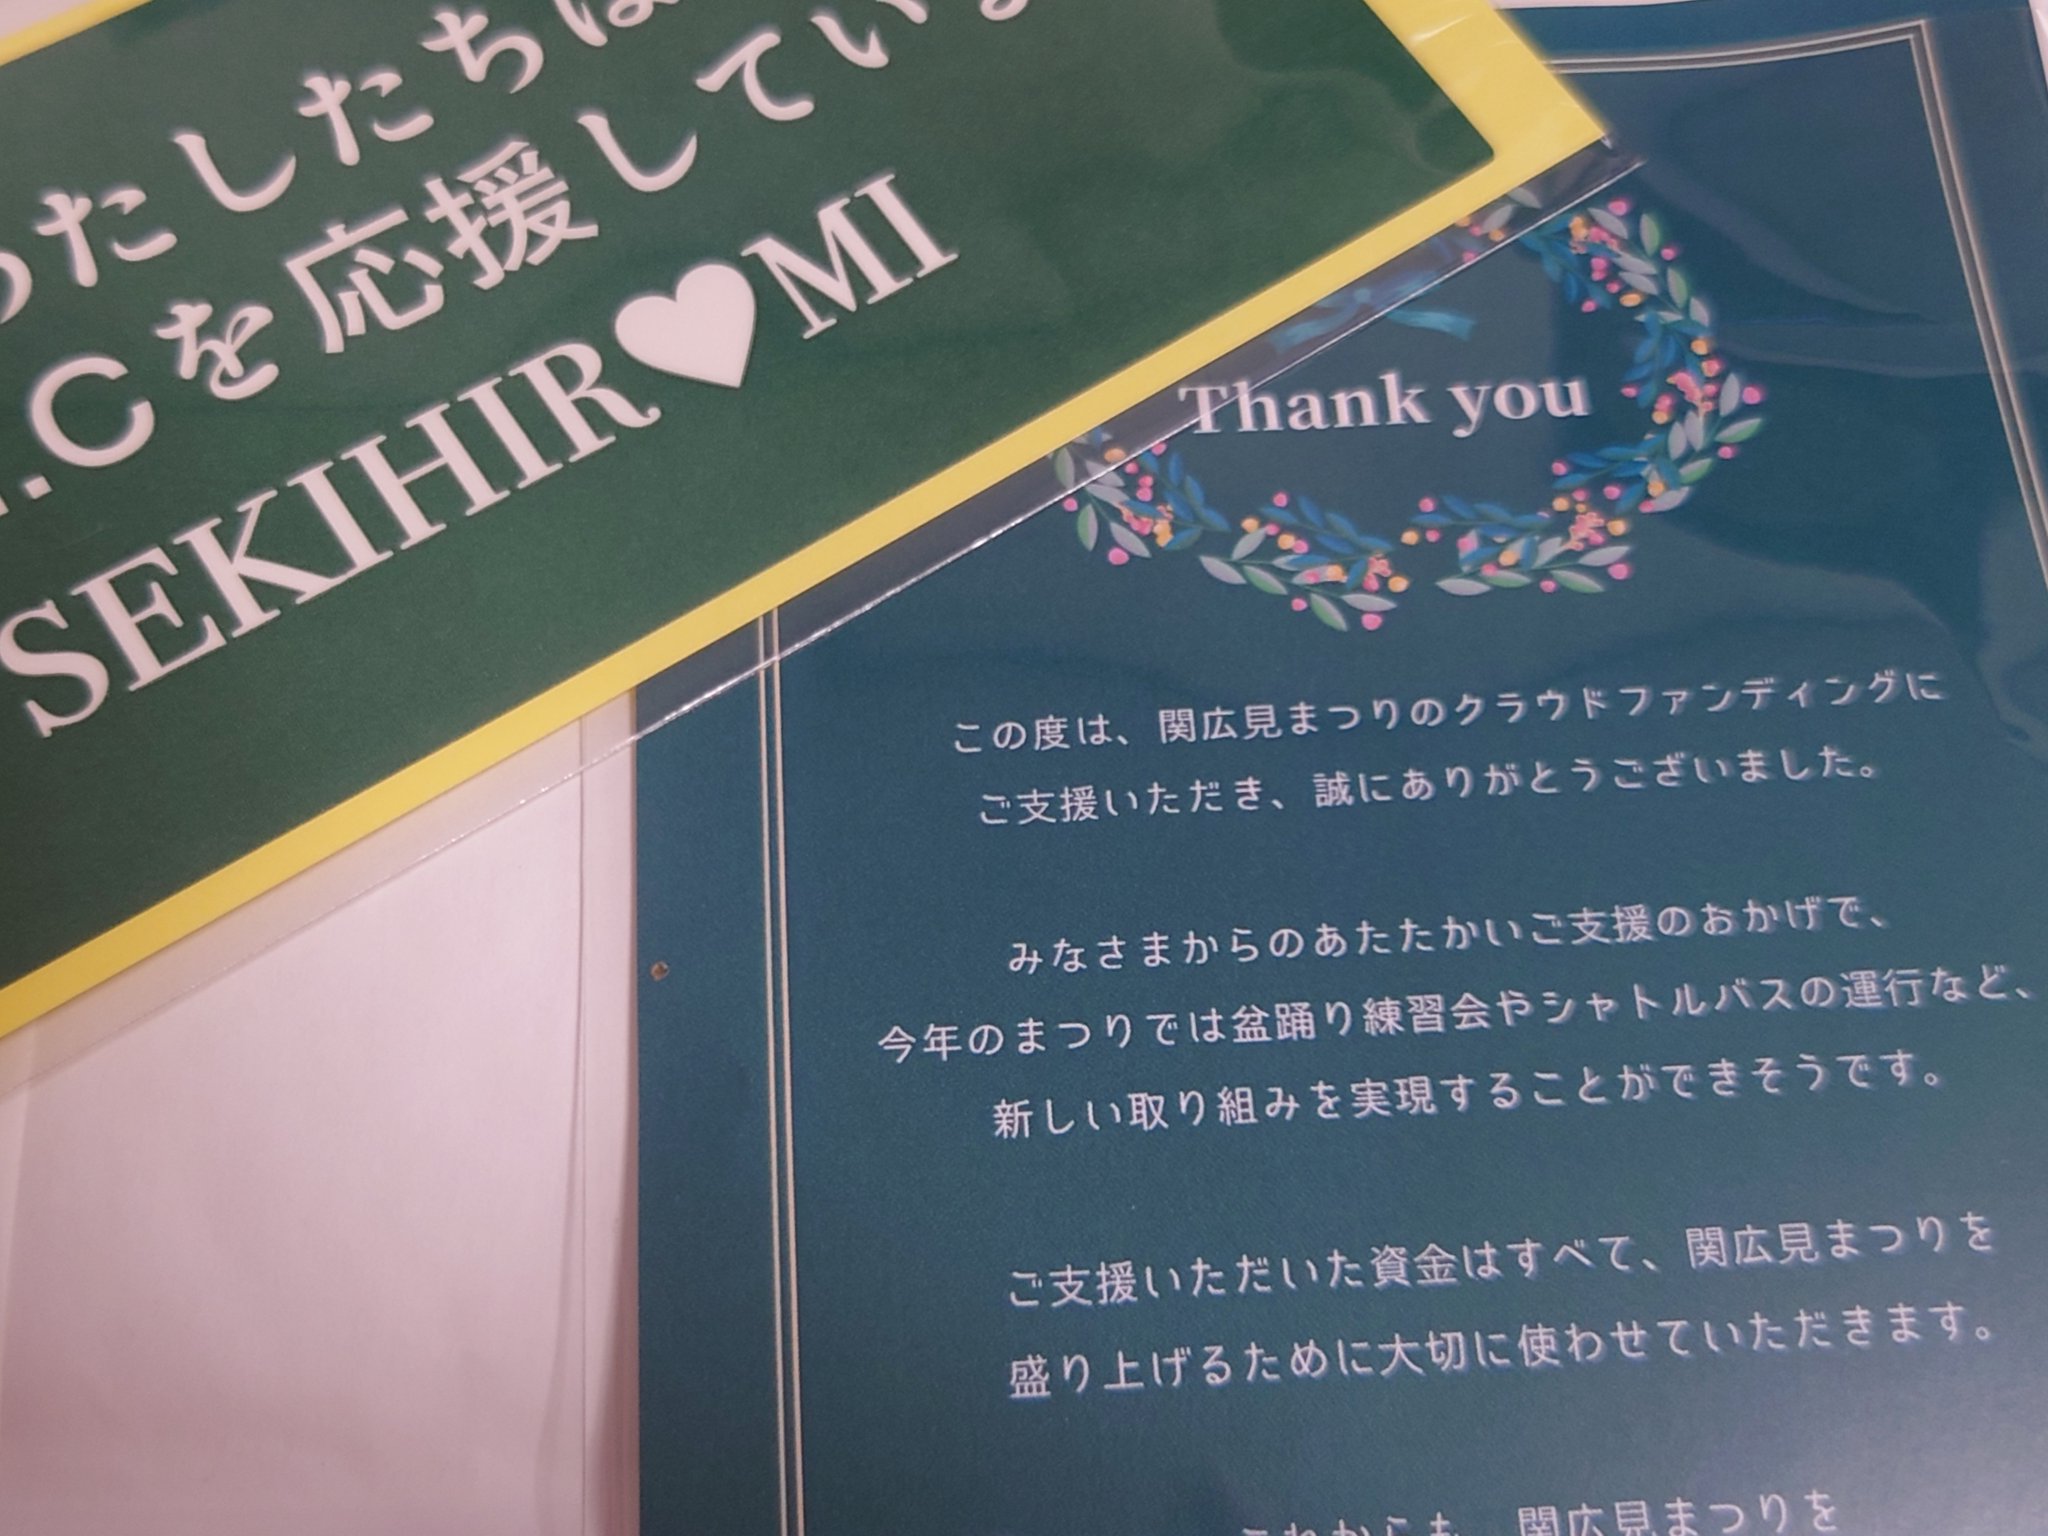 たしたちは
.Cを応援してい
SEKIHIR♥MI
Thank you
この度は、関広見まつりのクラウドファンディングに
ご支援いただき、誠にありがとうございました。
みなさまからのあたたかいご支援のおかげで、
今年のまつりでは盆踊り練習会やシャトルバスの運行など、
新しい取り組みを実現することができそうです。
ご支援いただいた資金はすべて、関広見まつりを
盛り上げるために大切に使わせていただきます。
これからも、関広見まつりを